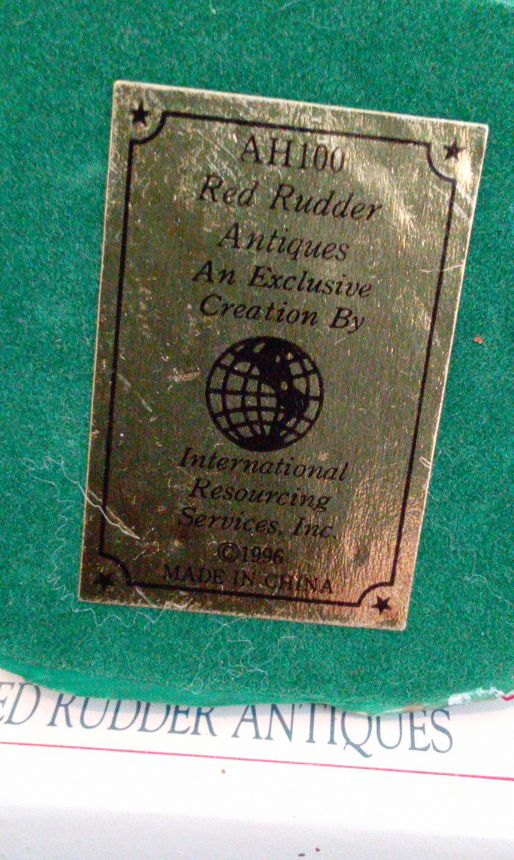 AH100
Red Rudder
Antiques
An Exclusive
Creation By
International
Resourcing
Services, Inc.
©1996
MADE IN CHINA
ED RUDDER ANTIQUES